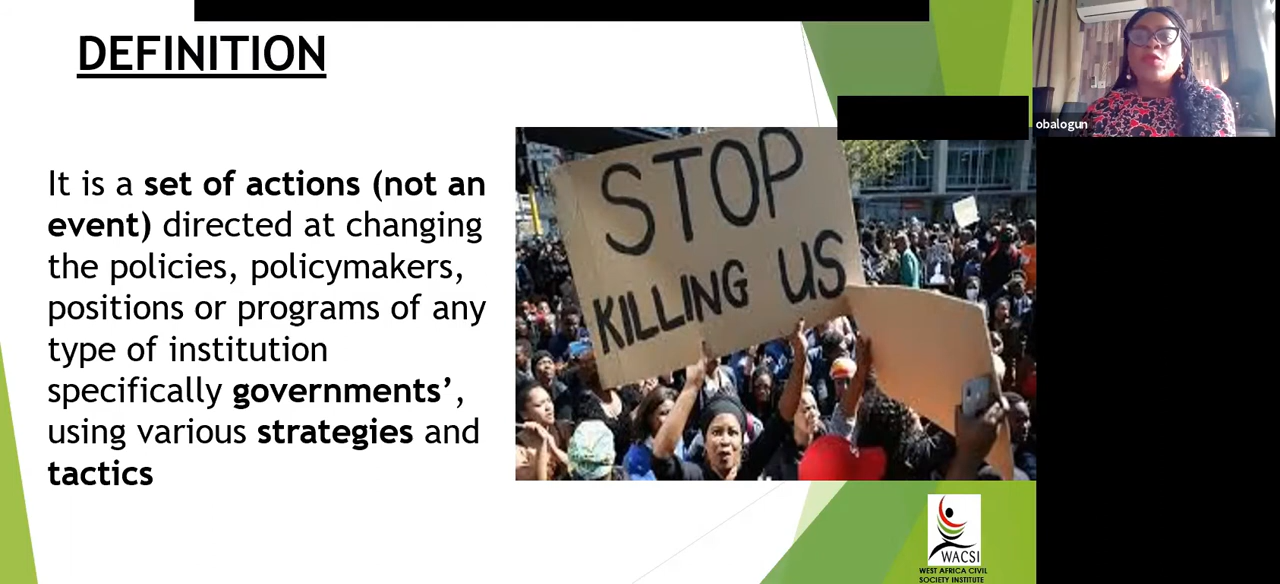 DEFINITION
obalogun
It is a set of actions (not an
event) directed at changing
the policies, policymakers,
positions or programs of any
type of institution
specifically governments’,
using various strategies and
tactics
STOP
KILLING US
WACSI
WEST AFRICA CIVIL
SOCIETY INSTITUTE